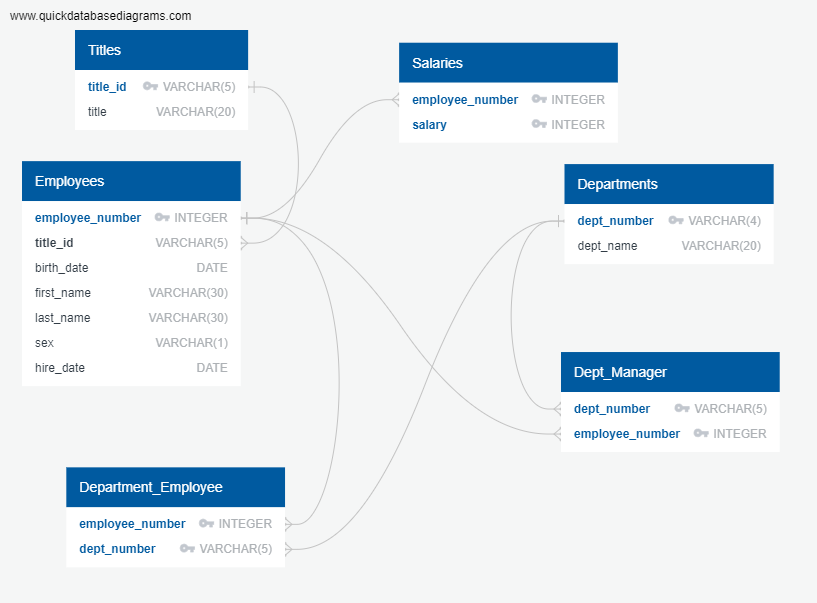 www.quickdatabasediagrams.com
Titles
title_id VARCHAR(5)
title VARCHAR(20)
Salaries
employee_number INTEGER
salary INTEGER
Employees
employee_number INTEGER
title_id VARCHAR(5)
birth_date DATE
first_name VARCHAR(30)
last_name VARCHAR(30)
sex VARCHAR(1)
hire_date DATE
Departments
dept_number VARCHAR(4)
dept_name VARCHAR(20)
Dept_Manager
dept_number VARCHAR(5)
employee_number INTEGER
Department_Employee
employee_number INTEGER
dept_number VARCHAR(5)